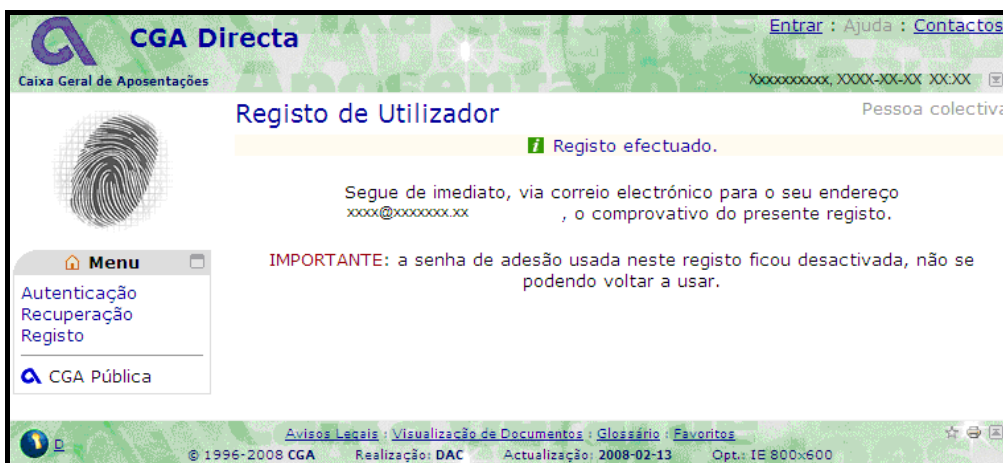 CGA Directa
Entrar : Ajuda : Contactos
Caixa Geral de Aposentações
Xxxxxxxxxx, XXXX-XX-XX XX:XX
Registo de Utilizador
Pessoa colectiva
Registo efectuado.
Segue de imediato, via correio electrónico para o seu endereço
xxxx@xxxxxxx.xx , o comprovativo do presente registo.
IMPORTANTE: a senha de adesão usada neste registo ficou desactivada, não se
podendo voltar a usar.
Menu
Autenticação
Recuperação
Registo
CGA Pública
D
Avisos Legais : Visualização de Documentos : Glossário : Favoritos
© 1996-2008 CGA Realização: DAC Actualização: 2008-02-13 Opt.: IE 800x600